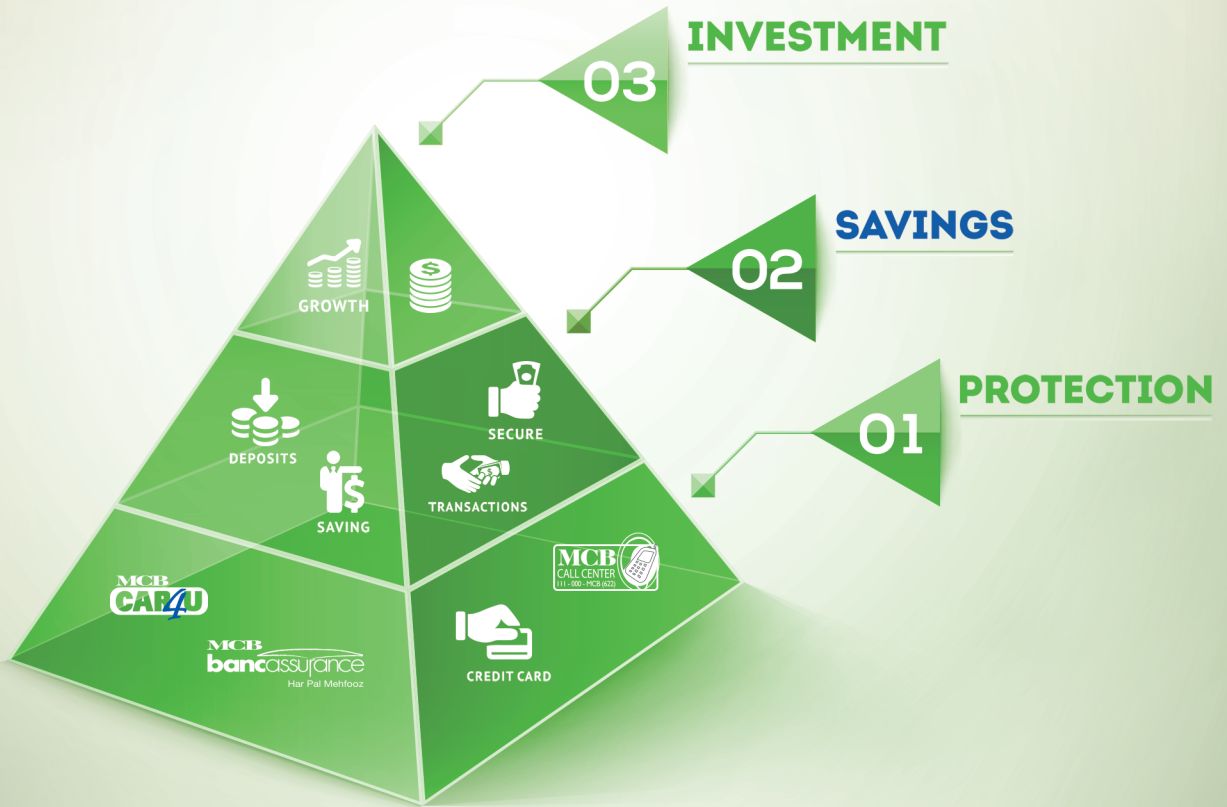 INVESTMENT
03
SAVINGS
02
PROTECTION
01
GROWTH
$
SECURE
DEPOSITS
$
SAVING
TRANSACTIONS
MCB
CALL CENTER
111 - 000 - MCB (622)
MCB
CAR4U
MCB
bancassurance
Har Pal Mehfooz
CREDIT CARD